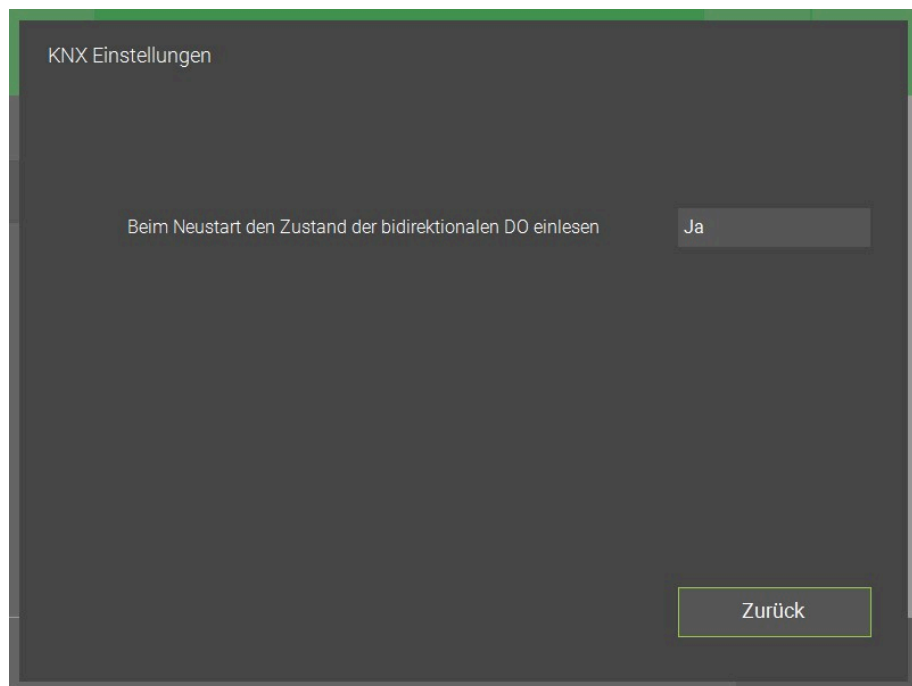 KNX Einstellungen
Beim Neustart den Zustand der bidirektionalen DO einlesen
Ja
Zurück